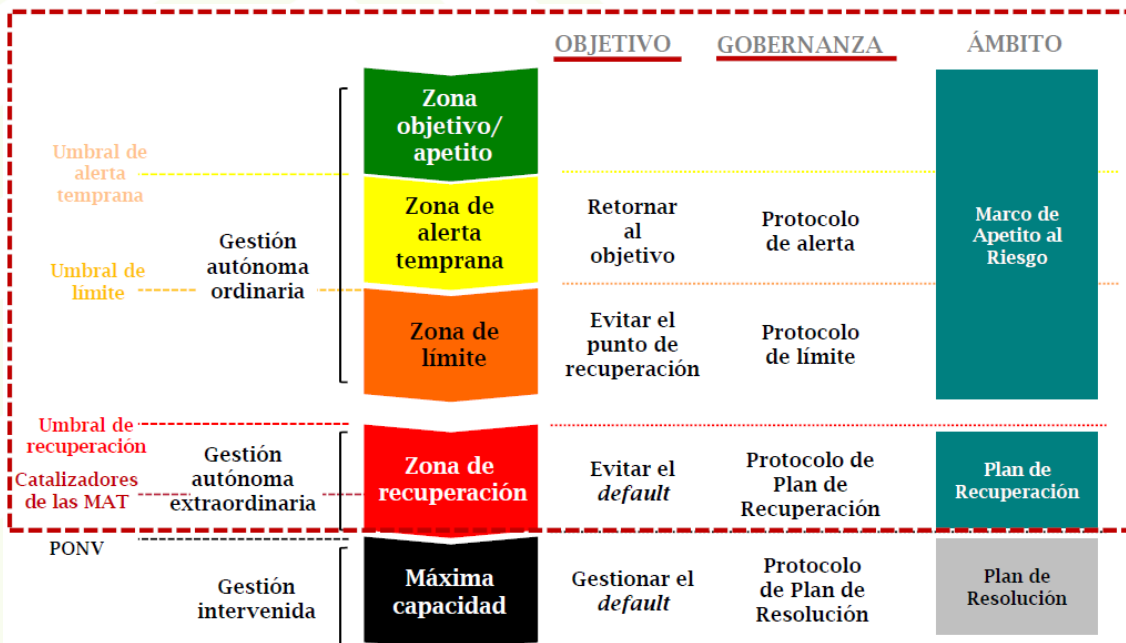 OBJETIVO
GOBERNANZA
ÁMBITO
Zona
objetivo/
apetito
Umbral de
alerta
temprana
Zona de
alerta
temprana
Retornar
al
objetivo
Protocolo
de alerta
Marco de
Apetito al
Riesgo
Gestión
autónoma
ordinaria
Umbral de
límite
Zona de
límite
Evitar el
punto de
recuperación
Protocolo
de límite
Umbral de
recuperación
Catalizadores
de las MAT
Gestión
autónoma
extraordinaria
Zona de
recuperación
Evitar el
default
Protocolo de
Plan de
Recuperación
Plan de
Recuperación
PONV
Gestión
intervenida
Máxima
capacidad
Gestionar el
default
Protocolo
de Plan de
Resolución
Plan de
Resolución